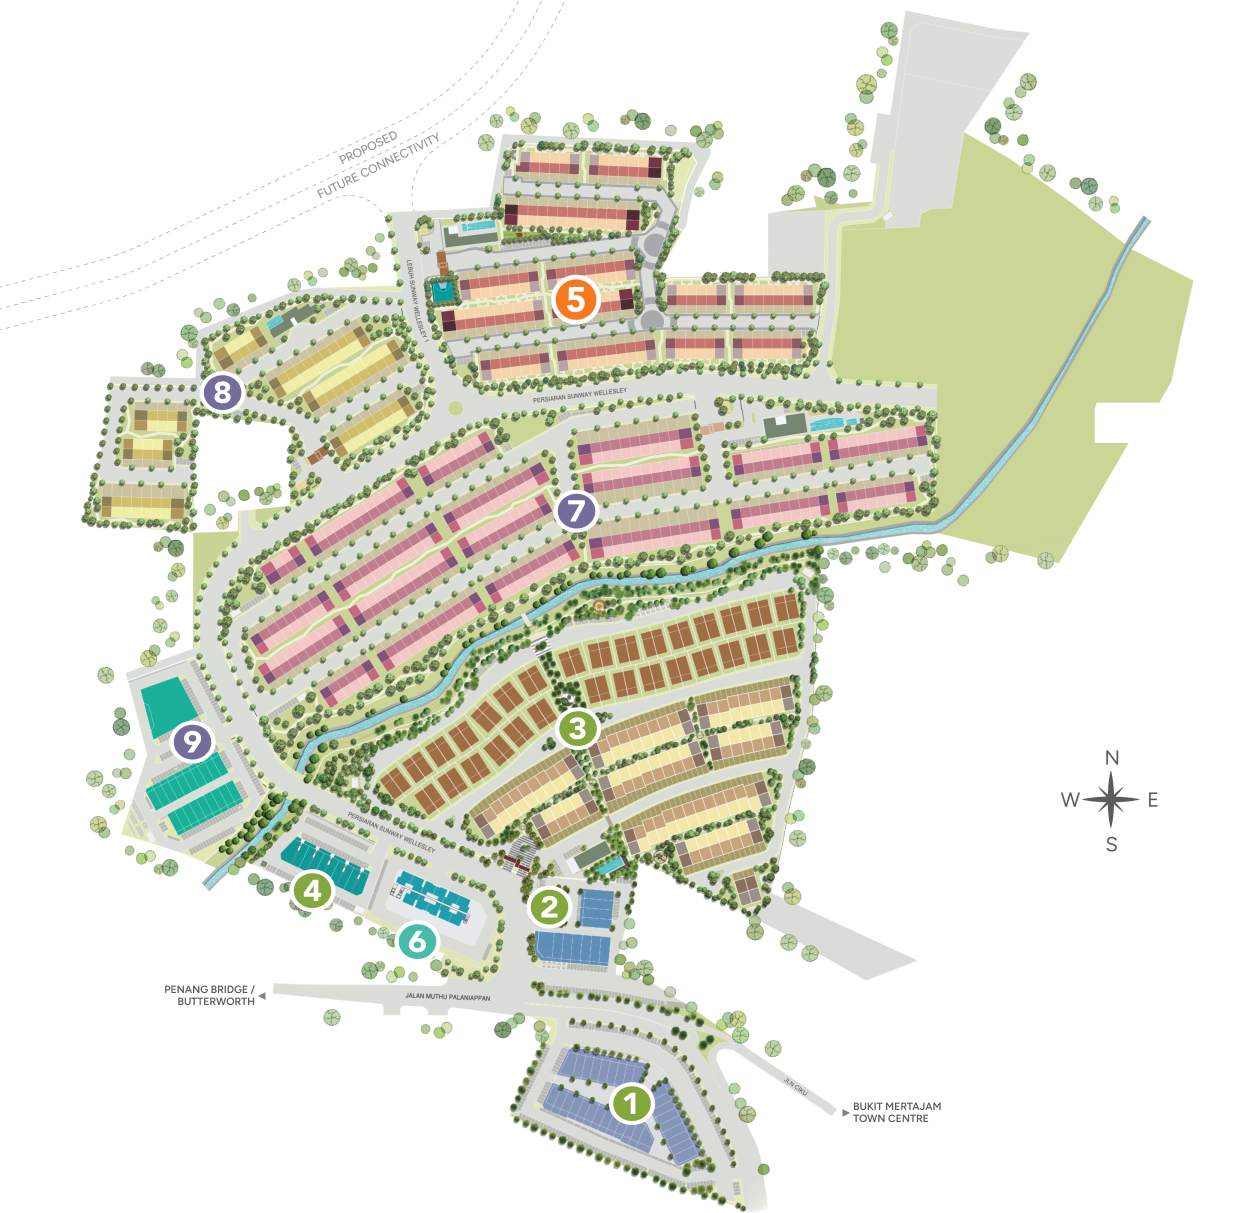 PROPOSED
FUTURE CONNECTIVITY
LEBUH SUNWAY WELLESLEY 1
5
8
PERSIARAN SUNWAY WELLESLEY
7
3
9
N
W
E
S
PERSIARAN SUNWAY WELLESLEY
4
2
6
PENANG BRIDGE /
BUTTERWORTH
JALAN MUTHU PALANIAPPAN
JLN CIKU
1
BUKIT MERTAJAM
TOWN CENTRE